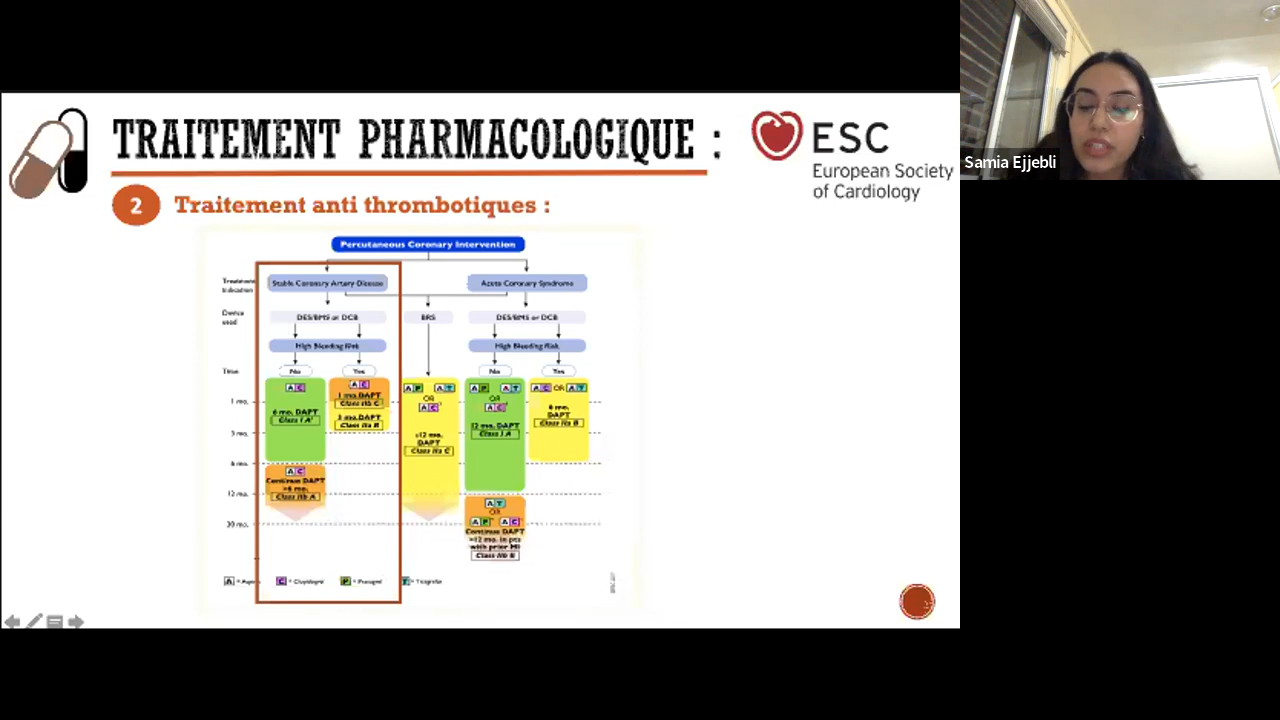 TRAITEMENT PHARMACOLOGIQUE :
ESC
European Society
of Cardiology
2
Traitement anti thrombotiques :
Samia Ejjebli
Percutaneous Coronary Intervention
Treatment
Stable Coronary Artery Disease
Acute Coronary Syndrome
Device
used
DES/BMS or DCB
BRS
DES/BMS or DCB
High Bleeding Risk
High Bleeding Risk
Time
No
Yes
No
Yes
A C
A C
A P
A T
A P
A T
A C OR A T
1 mo.
1 mo. DAPT
Class IIb C
OR
A C
OR
A C
6 mo. DAPT
Class I A
3 mo. DAPT
Class IIa B
6 mo.
DAPT
Class IIa B
12 mo. DAPT
Class I A
3 mo.
DAPT
Class IIa C
6 mo.
A C
Continue DAPT
>6 mo.
Class IIb A
12 mo.
A T
OR
A P
A C
30 mo.
Continue DAPT
>12 mo. in pts
with prior MI
Class IIb B
A
C = Clopidogrel
P = Prasugrel
T = Ticagrelor